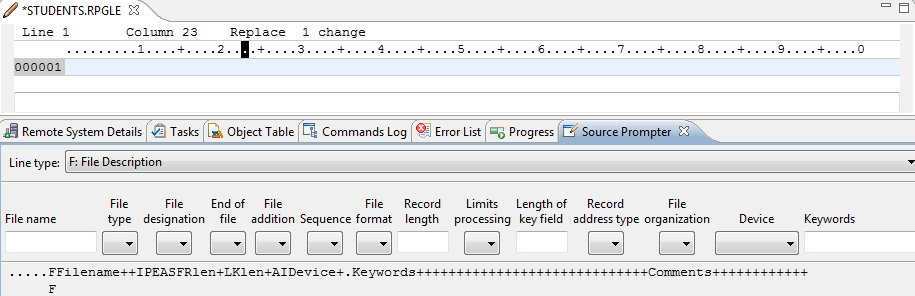 *STUDENTS.RPGLE
Line 1 Column 23 Replace 1 change
.........1....+....2....+....3....+....4....+....5....+....6....+....7....+....8....+....9....+....0
000001
Remote System Details Tasks Object Table Commands Log Error List Progress Source Prompter
Line type: F: File Description
File name File type File designation End of file File addition Sequence File format Record length Limits processing Length of key field Record address type File organization Device Keywords
.....FFilename++IPEASFRlen+LKlen+AIDevice+.Keywords+++++++++++++++++++++++++++++Comments++++++++++++
F